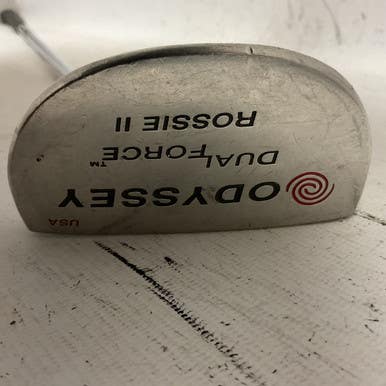 ODYSSEY
DUAL FORCE™
ROSSIE II
USA